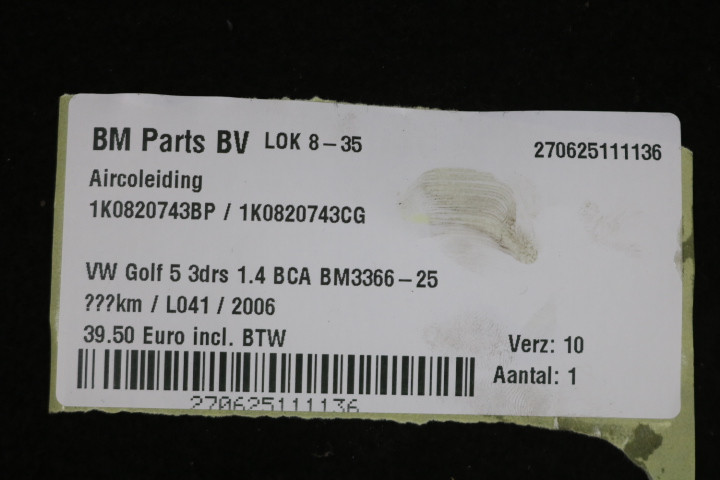 BM Parts BV LOK 8-35 270625111136
Aircoleiding
1K0820743BP / 1K0820743CG
VW Golf 5 3drs 1.4 BCA BM3366-25
???km / L041 / 2006
39.50 Euro incl. BTW
Verz: 10
Aantal: 1
270625111136